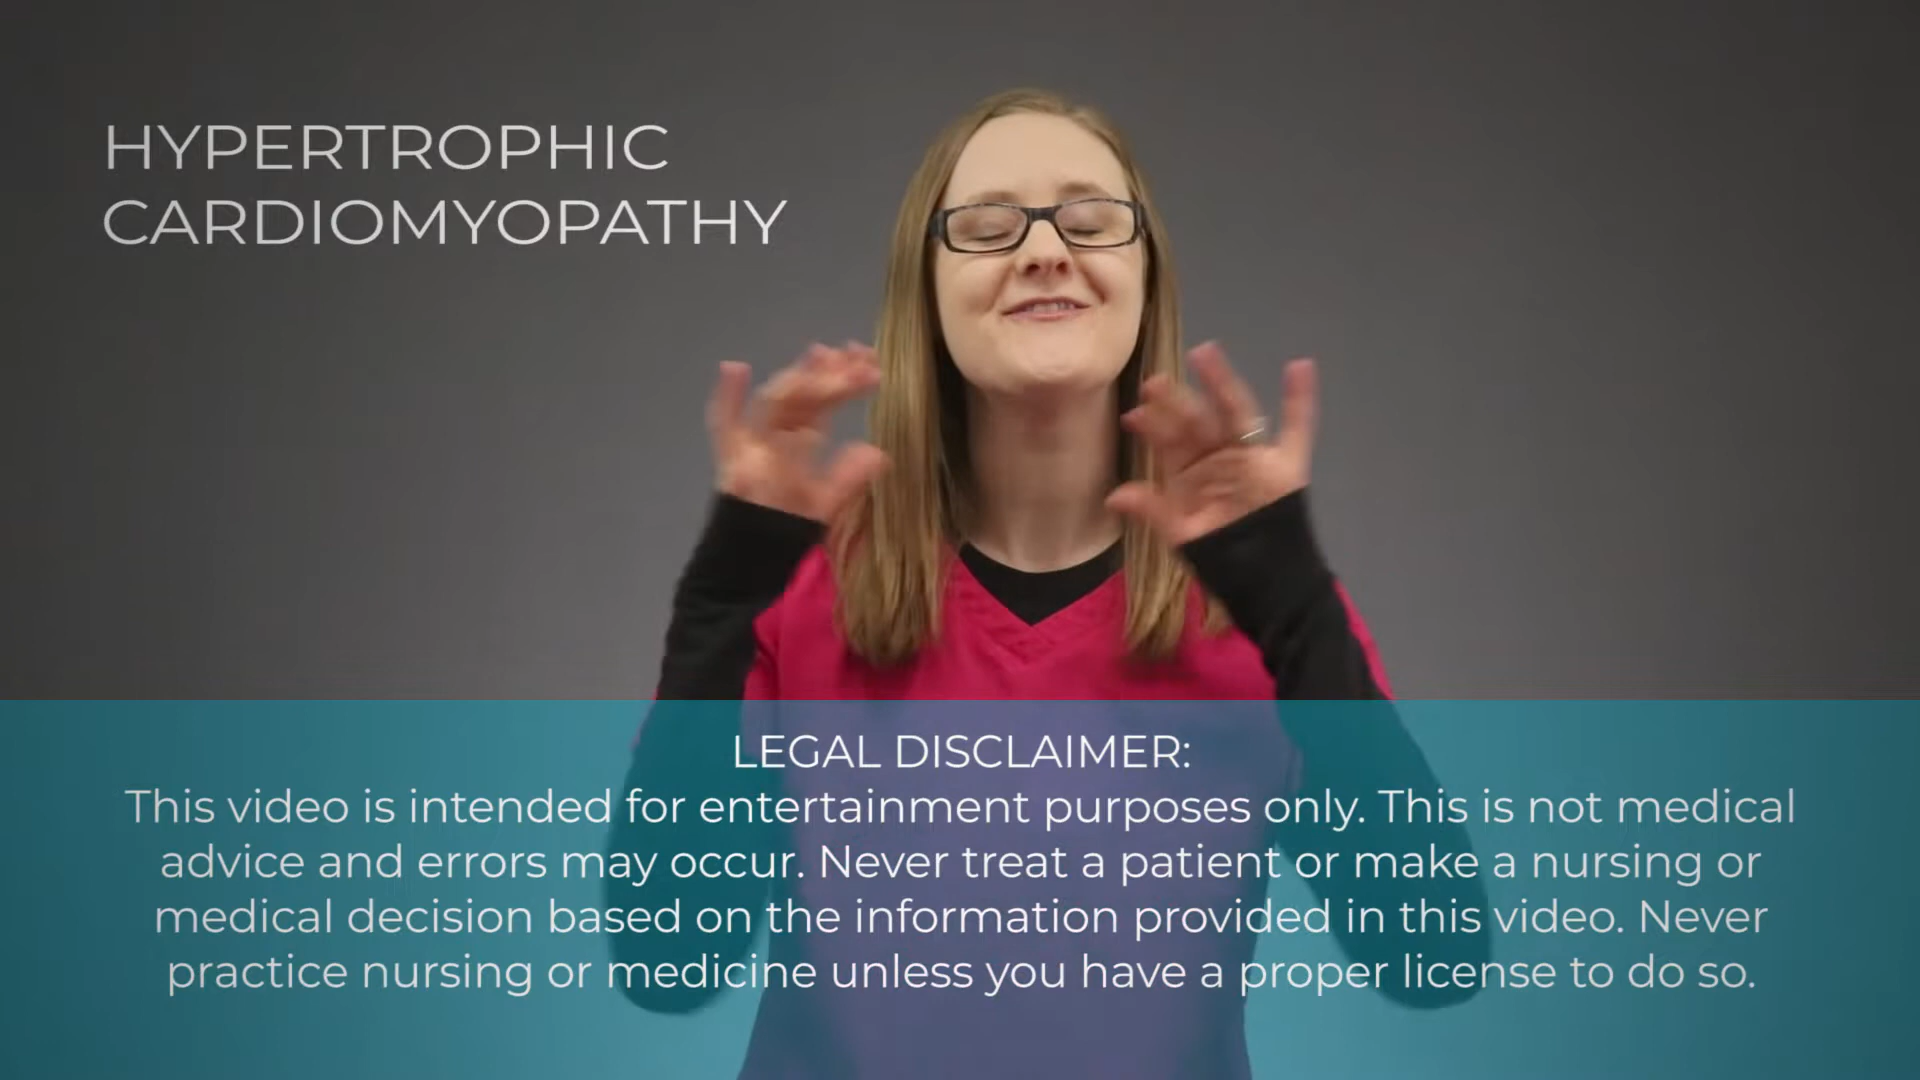 HYPERTROPHIC
CARDIOMYOPATHY
LEGAL DISCLAIMER:
This video is intended for entertainment purposes only. This is not medical
advice and errors may occur. Never treat a patient or make a nursing or
medical decision based on the information provided in this video. Never
practice nursing or medicine unless you have a proper license to do so.